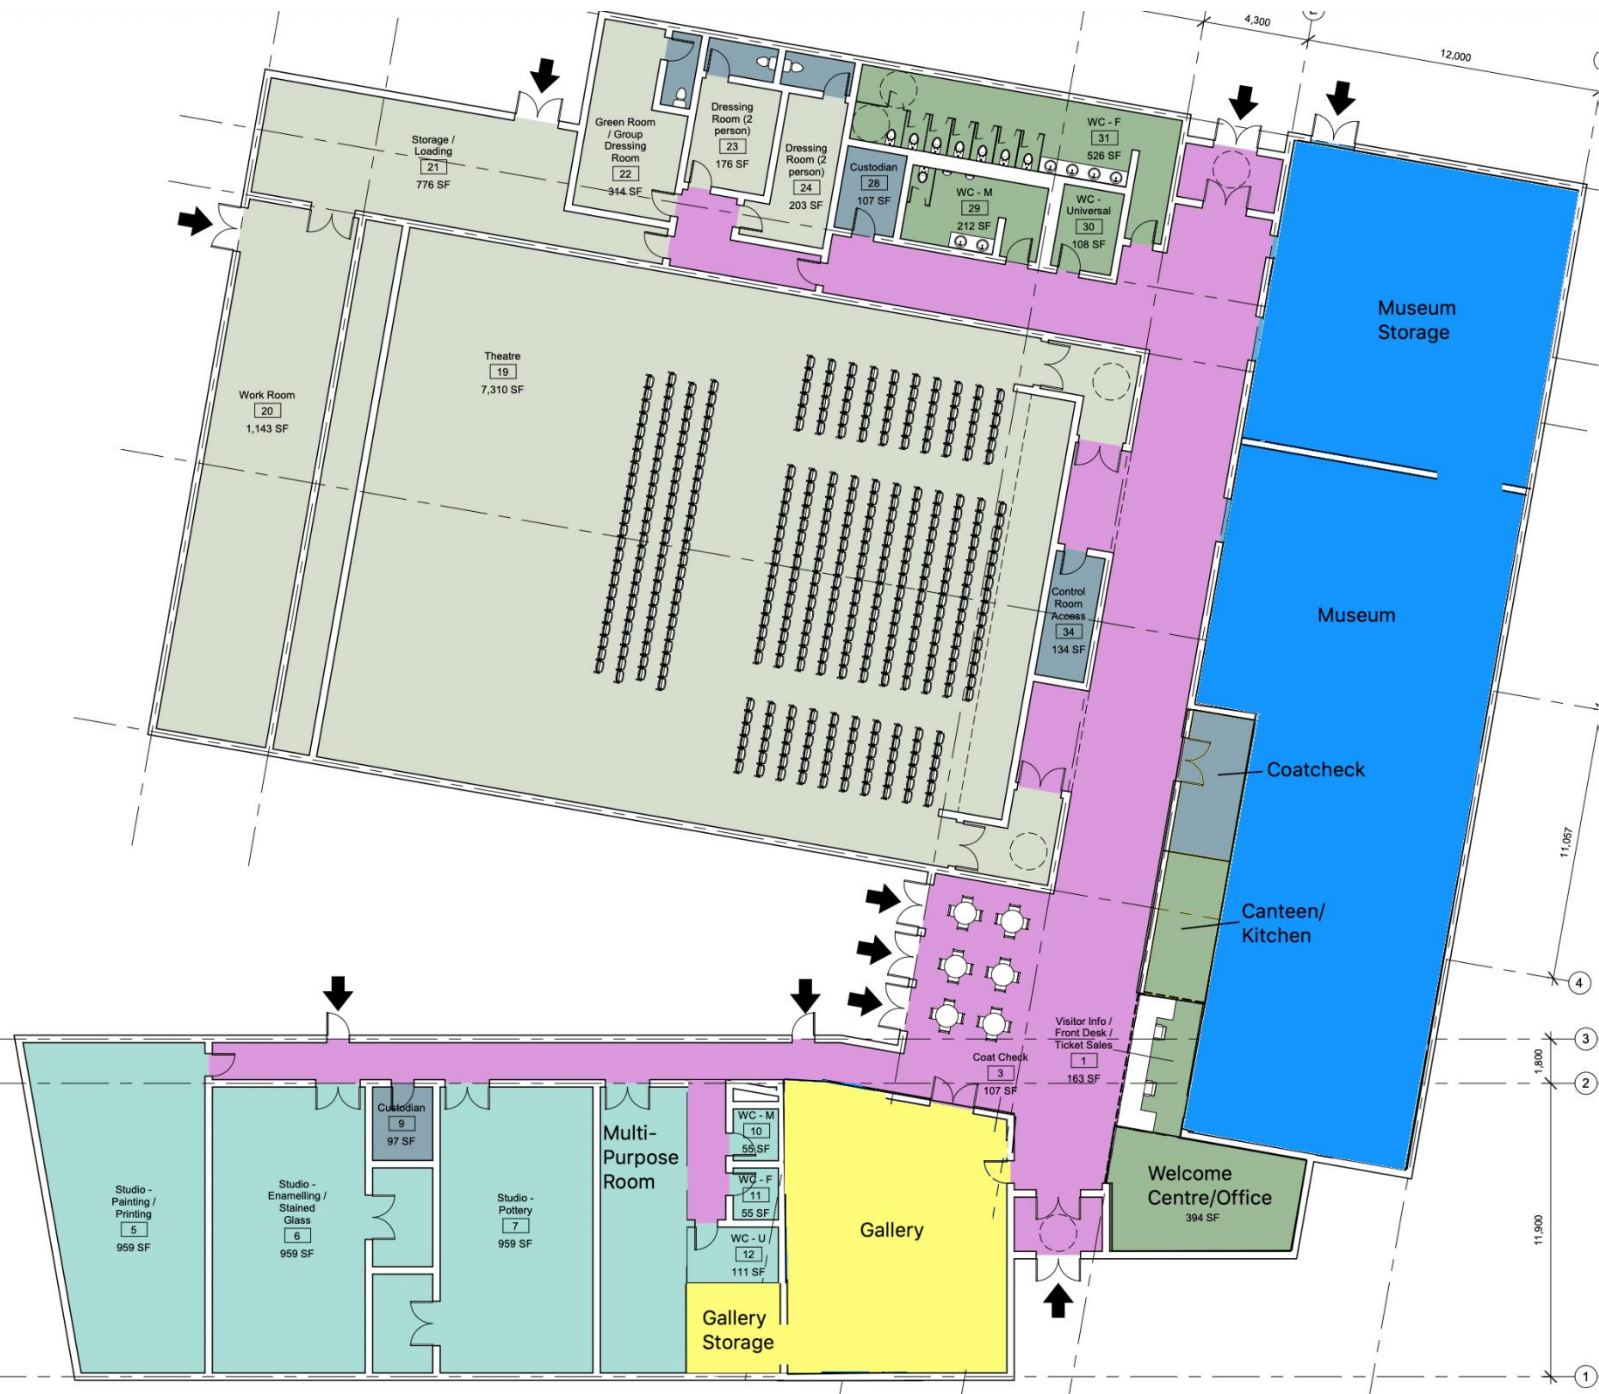 4,300
12,000
Storage /
Loading
21
776 SF
Green Room
/ Group
Dressing
Room
22
314 SF
Dressing
Room (2
person)
23
176 SF
Dressing
Room (2
person)
24
203 SF
Custodian
28
107 SF
WC - F
31
526 SF
WC - M
29
212 SF
WC -
Universal
30
108 SF
Museum
Storage
Theatre
19
7,310 SF
Work Room
20
1,143 SF
Control
Room
Access
34
134 SF
Museum
Coatcheck
11,057
Canteen/
Kitchen
4
Visitor Info /
Front Desk /
Ticket Sales
1
163 SF
Coat Check
3
107 SF
3
1,800
2
Custodian
9
97 SF
Multi-
Purpose
Room
WC - M
10
55 SF
WC - F
11
55 SF
WC - U
12
111 SF
Studio -
Painting /
Printing
5
959 SF
Studio -
Enamelling /
Stained
Glass
6
959 SF
Studio -
Pottery
7
959 SF
Gallery
Welcome
Centre/Office
394 SF
11,900
Gallery
Storage
1